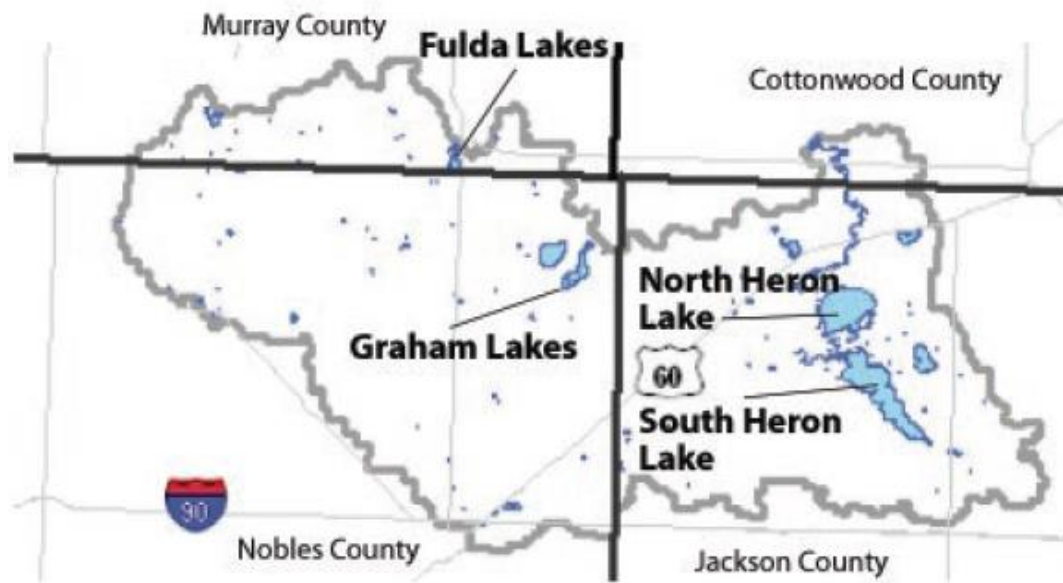 Murray County
Fulda Lakes
Cottonwood County
North Heron
Lake
Graham Lakes
60
South Heron
Lake
90
Nobles County
Jackson County